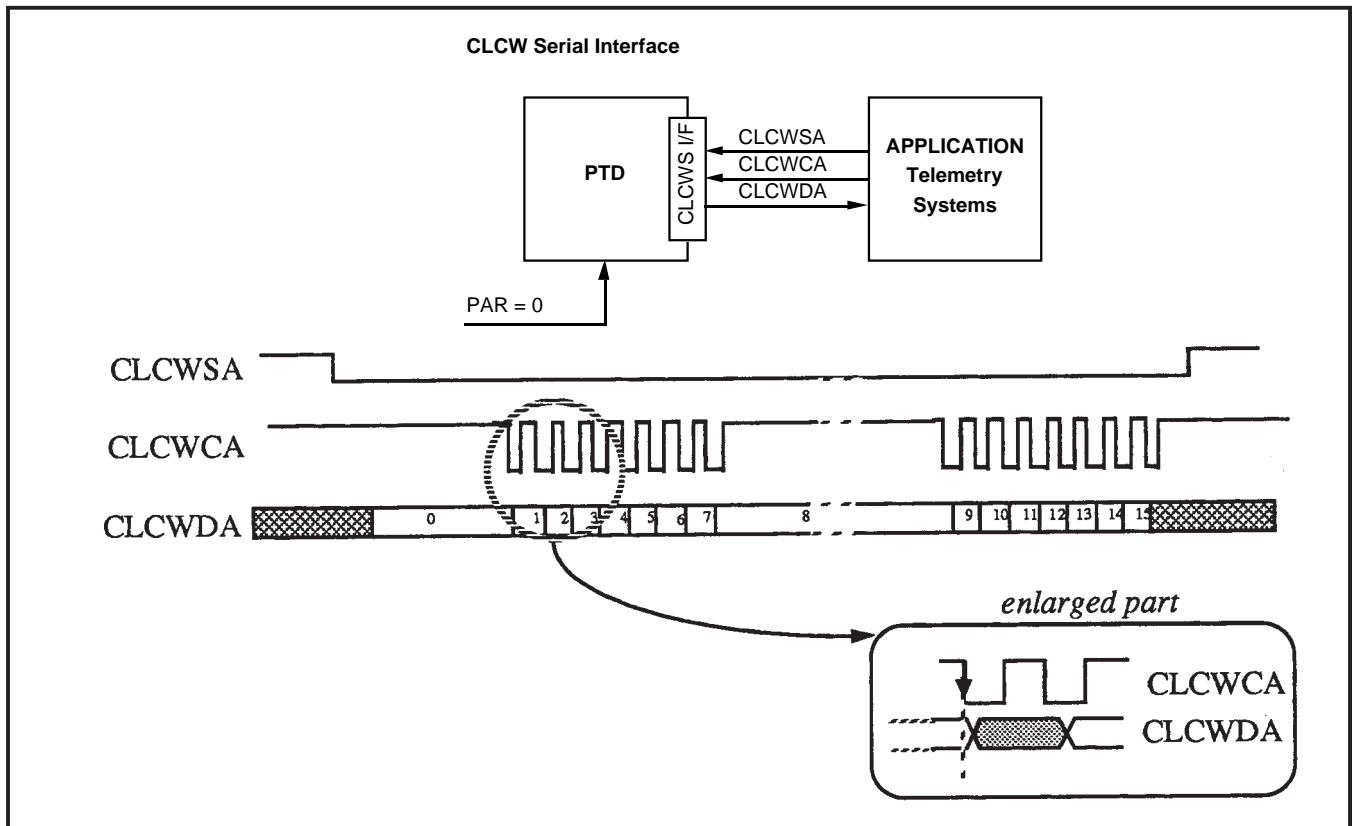 CLCW Serial Interface
PTD
CLCWS I/F
CLCWSA
CLCWCA
CLCWDA
APPLICATION
Telemetry
Systems
PAR = 0
CLCWSA
CLCWCA
CLCWDA
0 1 2 3 4 5 6 7 8 9 10 11 12 13 14 15
enlarged part
CLCWCA
CLCWDA